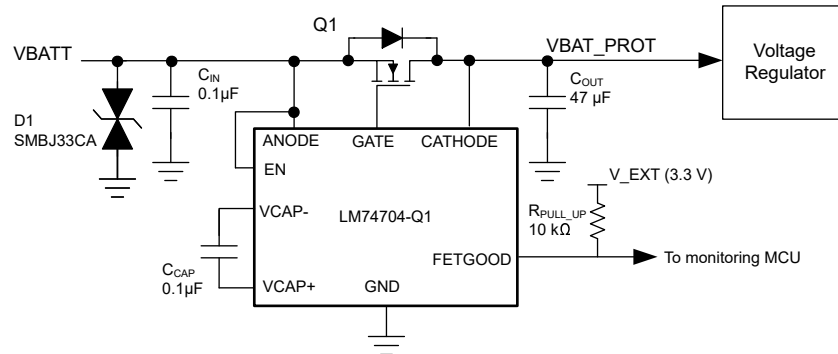 Q1
VBATT
VBAT_PROT
Voltage
Regulator
CIN
0.1µF
COUT
47 µF
D1
SMBJ33CA
ANODE
GATE
CATHODE
EN
V_EXT (3.3 V)
VCAP-
LM74704-Q1
RPULL_UP
10 kΩ
FETGOOD
To monitoring MCU
CCAP
0.1µF
VCAP+
GND